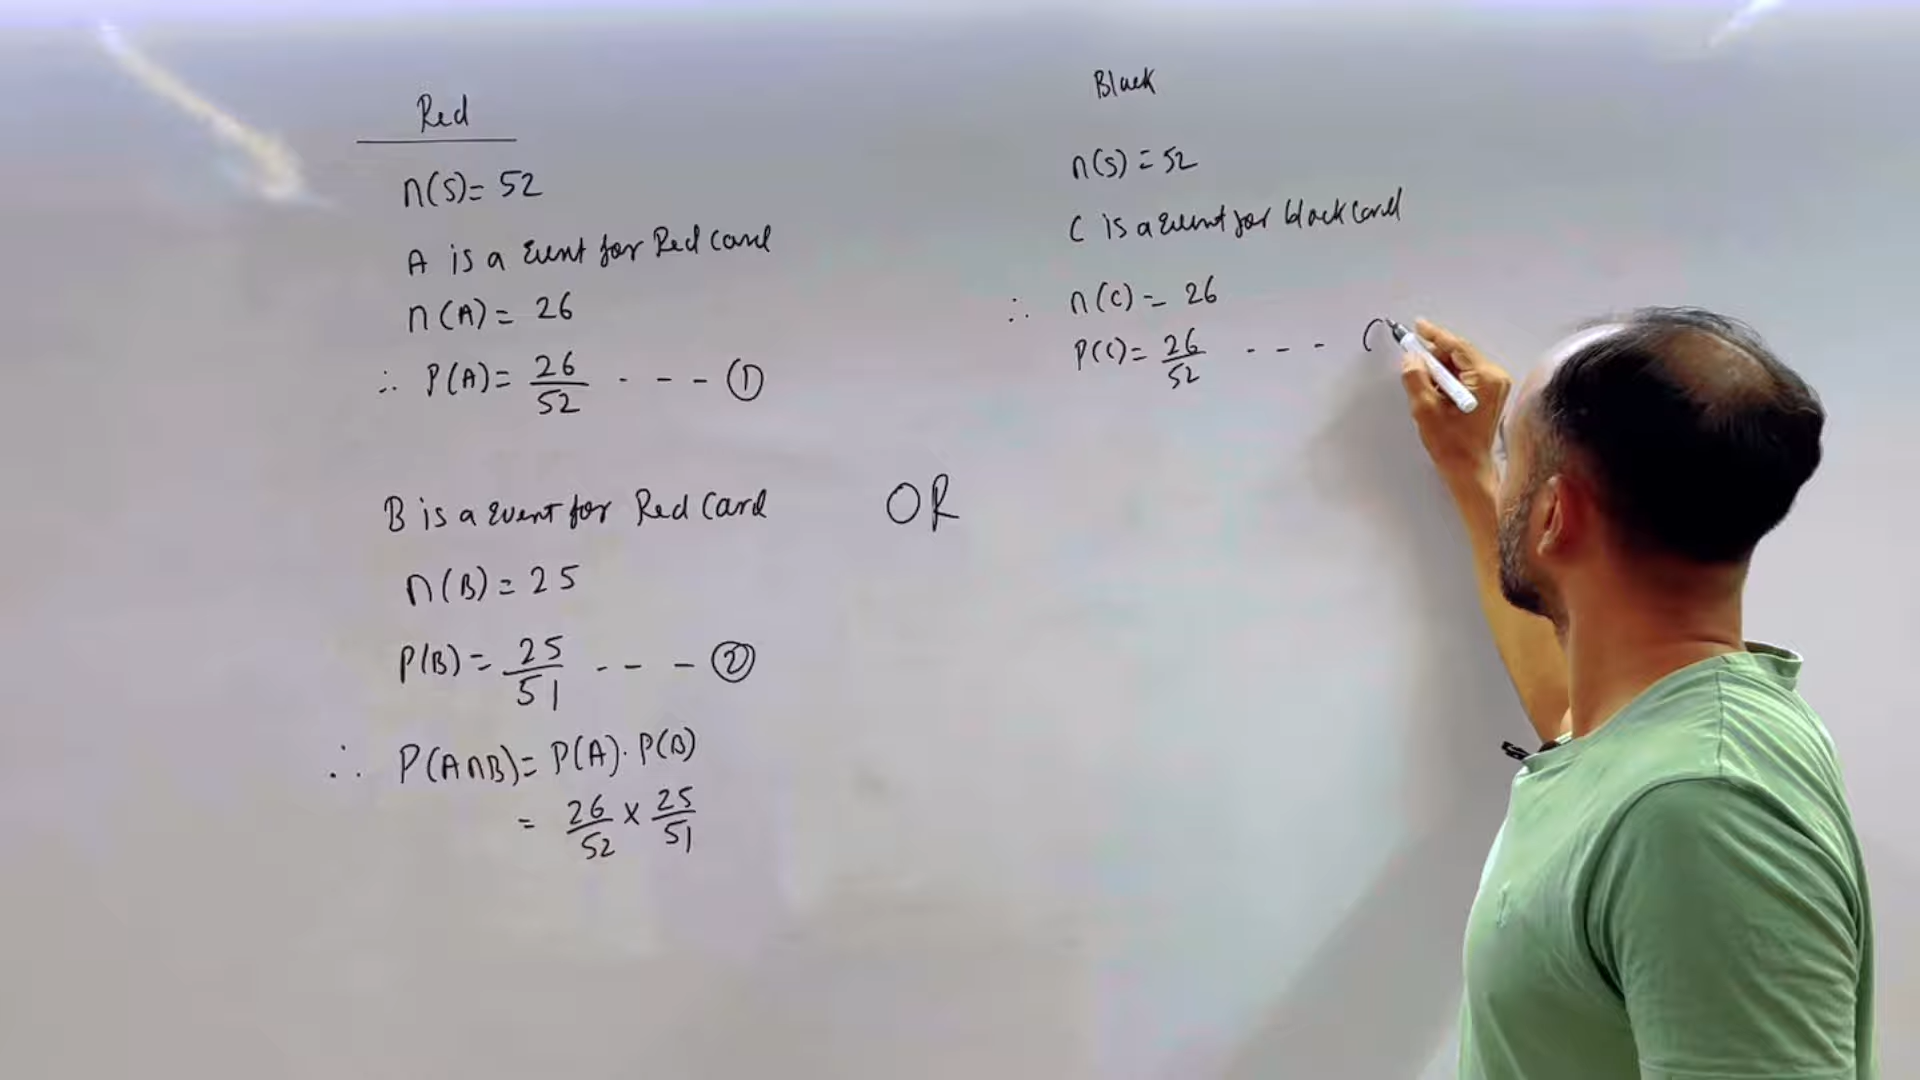 Red
n(S)= 52
A is a Event for Red Card
n(A)= 26
∴ P(A)= 26/52 - - - - ①
B is a Event for Red Card
n(B)= 25
P(B)= 25/51 - - - ②
∴ P(A∩B)= P(A)·P(B)
= 26/52 × 25/51
OR
Black
n(S)= 52
C is a Event for black Card
∴ n(C)= 26
P(C)= 26/52 - - - (